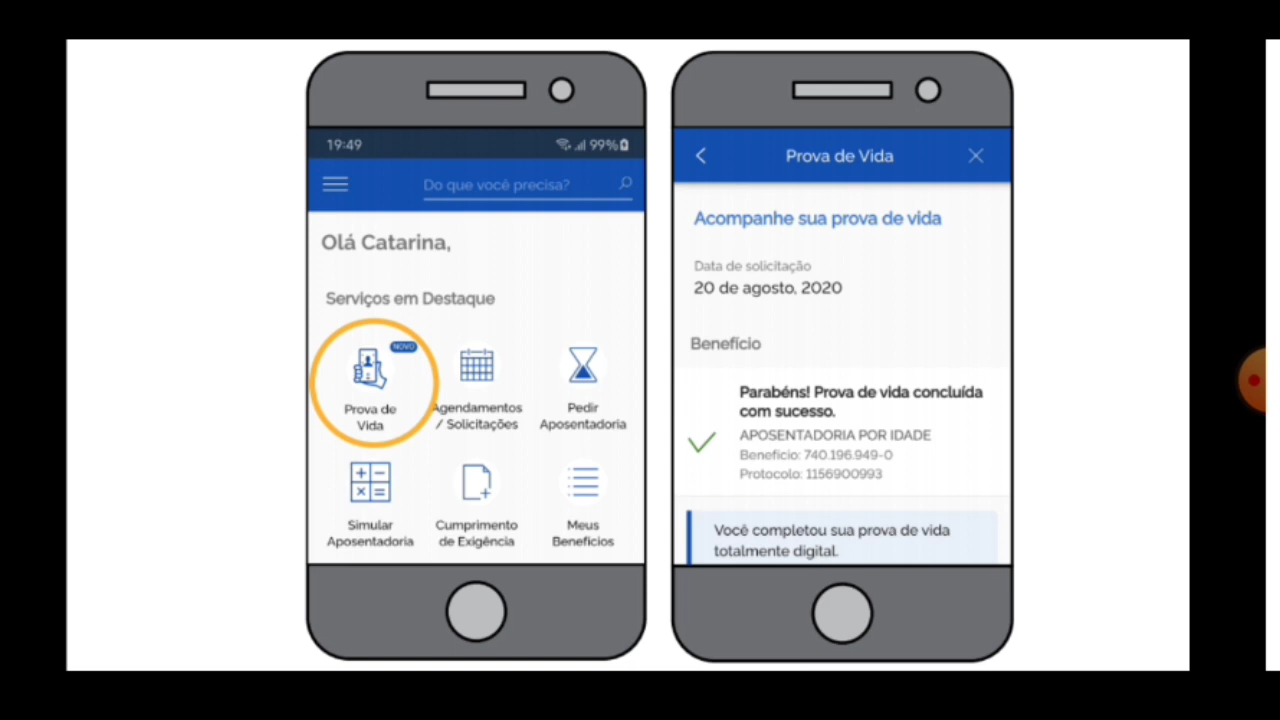 19:49
99%
Do que você precisa?
Olá Catarina,
Serviços em Destaque
NOVO
Prova de
Vida
Agendamentos
/ Solicitações
Pedir
Aposentadoria
Simular
Aposentadoria
Cumprimento
de Exigência
Meus
Benefícios
Prova de Vida
Acompanhe sua prova de vida
Data de solicitação
20 de agosto, 2020
Benefício
Parabéns! Prova de vida concluída
com sucesso.
APOSENTADORIA POR IDADE
Benefício: 740.196.949-0
Protocolo: 1156900993
Você completou sua prova de vida
totalmente digital.